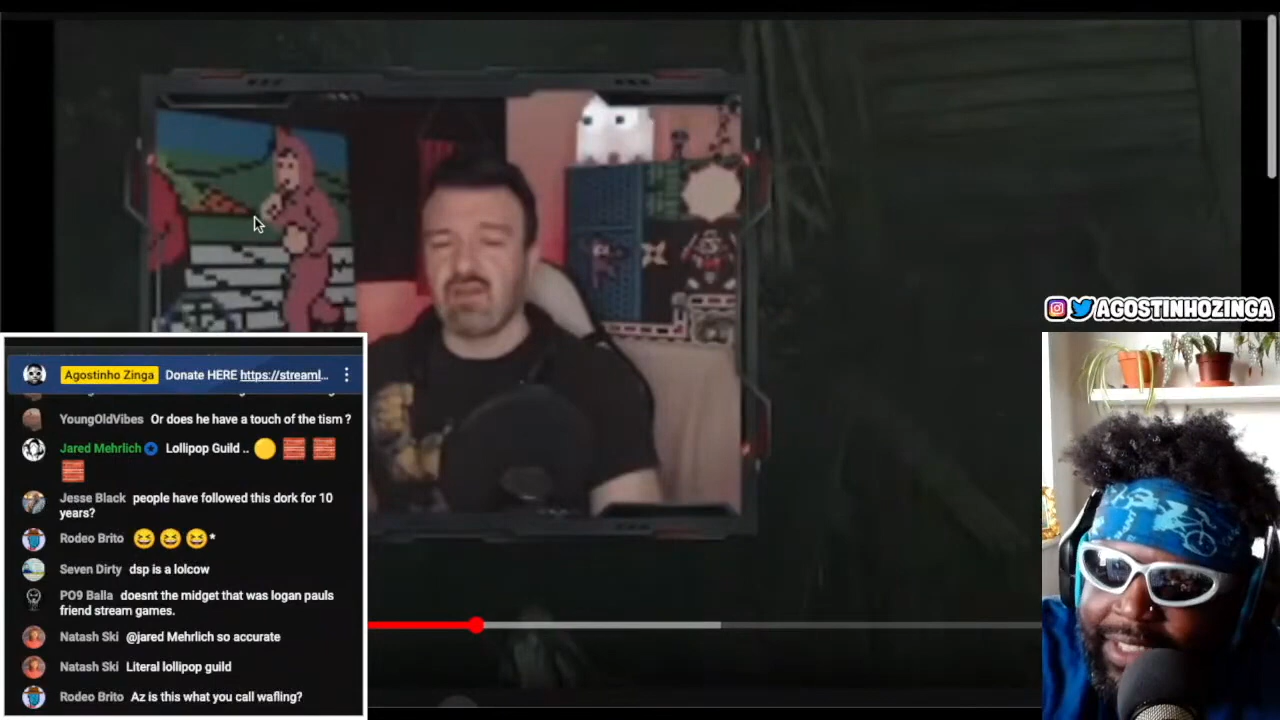 AGOSTINHOZINGA
Agostinho Zinga Donate HERE https://streaml...
YoungOldVibes Or does he have a touch of the tism ?
Jared Mehrlich Lollipop Guild ..
Jesse Black people have followed this dork for 10
years?
Rodeo Brito *
Seven Dirty dsp is a lolcow
PO9 Balla doesnt the midget that was logan pauls
friend stream games.
Natash Ski @jared Mehrlich so accurate
Natash Ski Literal lollipop guild
Rodeo Brito Az is this what you call wafling?